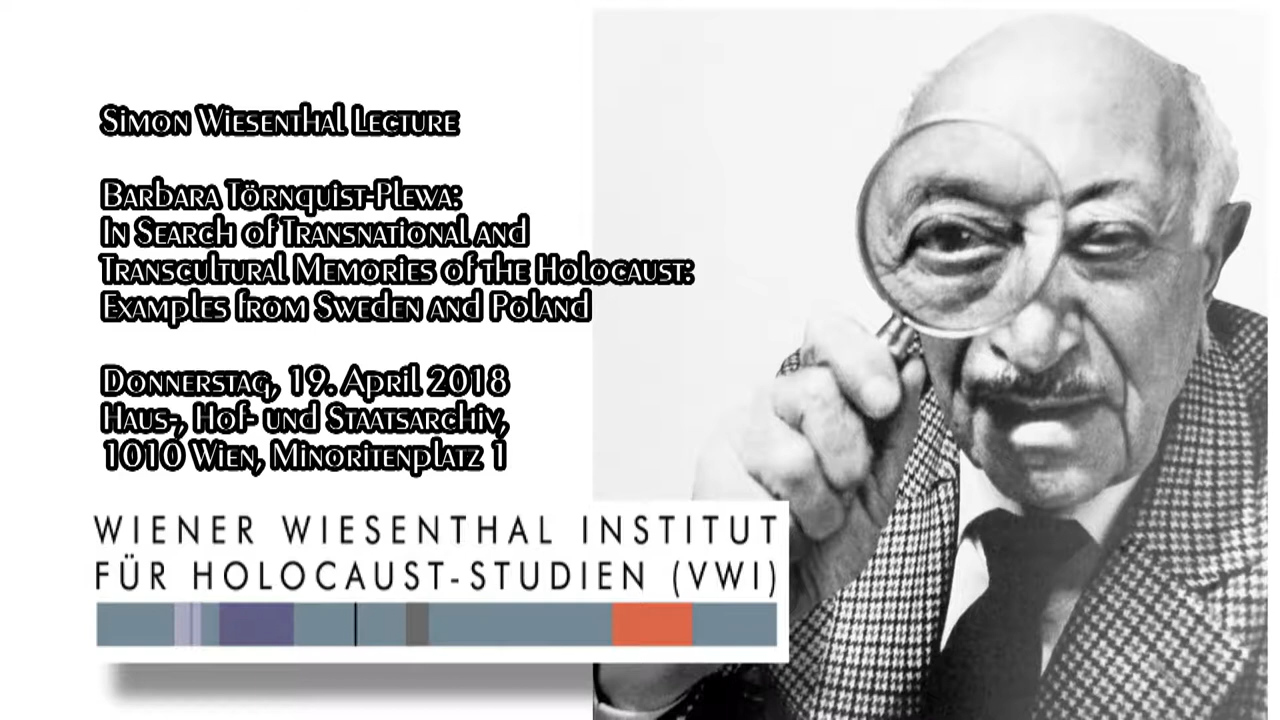 Simon Wiesenthal Lecture
Barbara Törnquist-Plewa:
In Search of Transnational and
Transcultural Memories of the Holocaust:
Examples from Sweden and Poland
Donnerstag, 19. April 2018
Haus-, Hof- und Staatsarchiv,
1010 Wien, Minoritenplatz 1
WIENER WIESENTHAL INSTITUT
FÜR HOLOCAUST-STUDIEN (VWI)